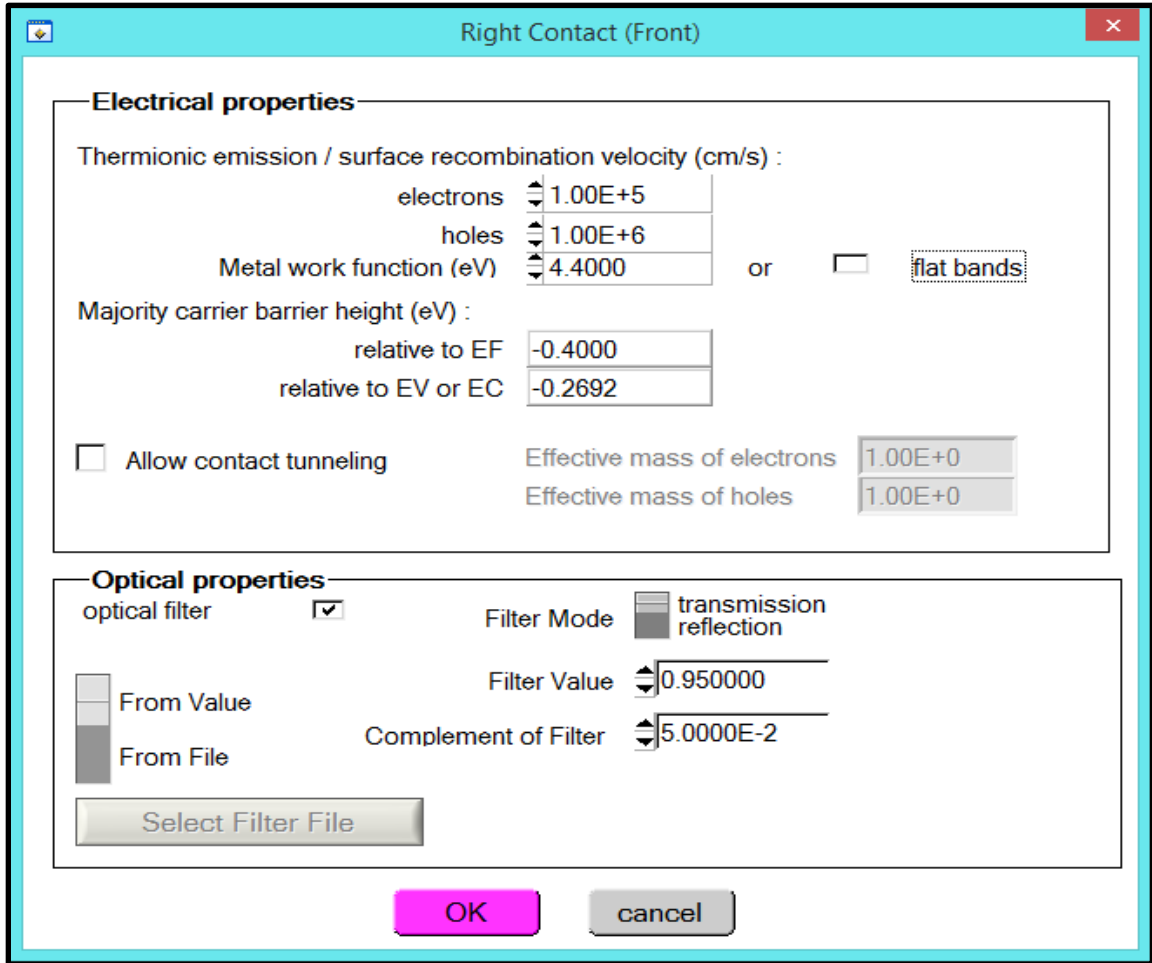 Right Contact (Front)
Electrical properties
Thermionic emission / surface recombination velocity (cm/s) :
electrons 1.00E+5
holes 1.00E+6
Metal work function (eV) 4.4000 or flat bands
Majority carrier barrier height (eV) :
relative to EF -0.4000
relative to EV or EC -0.2692
Allow contact tunneling Effective mass of electrons 1.00E+0
Effective mass of holes 1.00E+0
Optical properties
optical filter Filter Mode transmission
reflection
Filter Value 0.950000
From Value
Complement of Filter 5.0000E-2
From File
Select Filter File
OK cancel